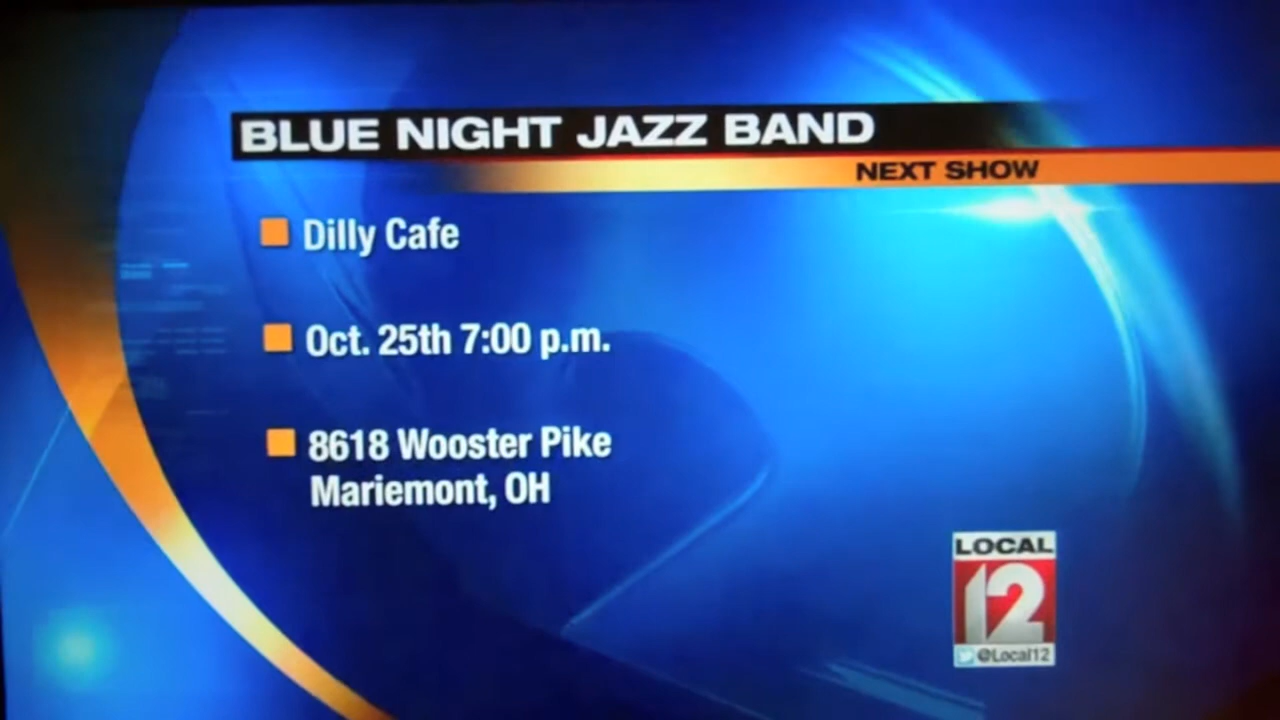 BLUE NIGHT JAZZ BAND
NEXT SHOW
Dilly Cafe
Oct. 25th 7:00 p.m.
8618 Wooster Pike
Mariemont, OH
LOCAL
12
@Local12